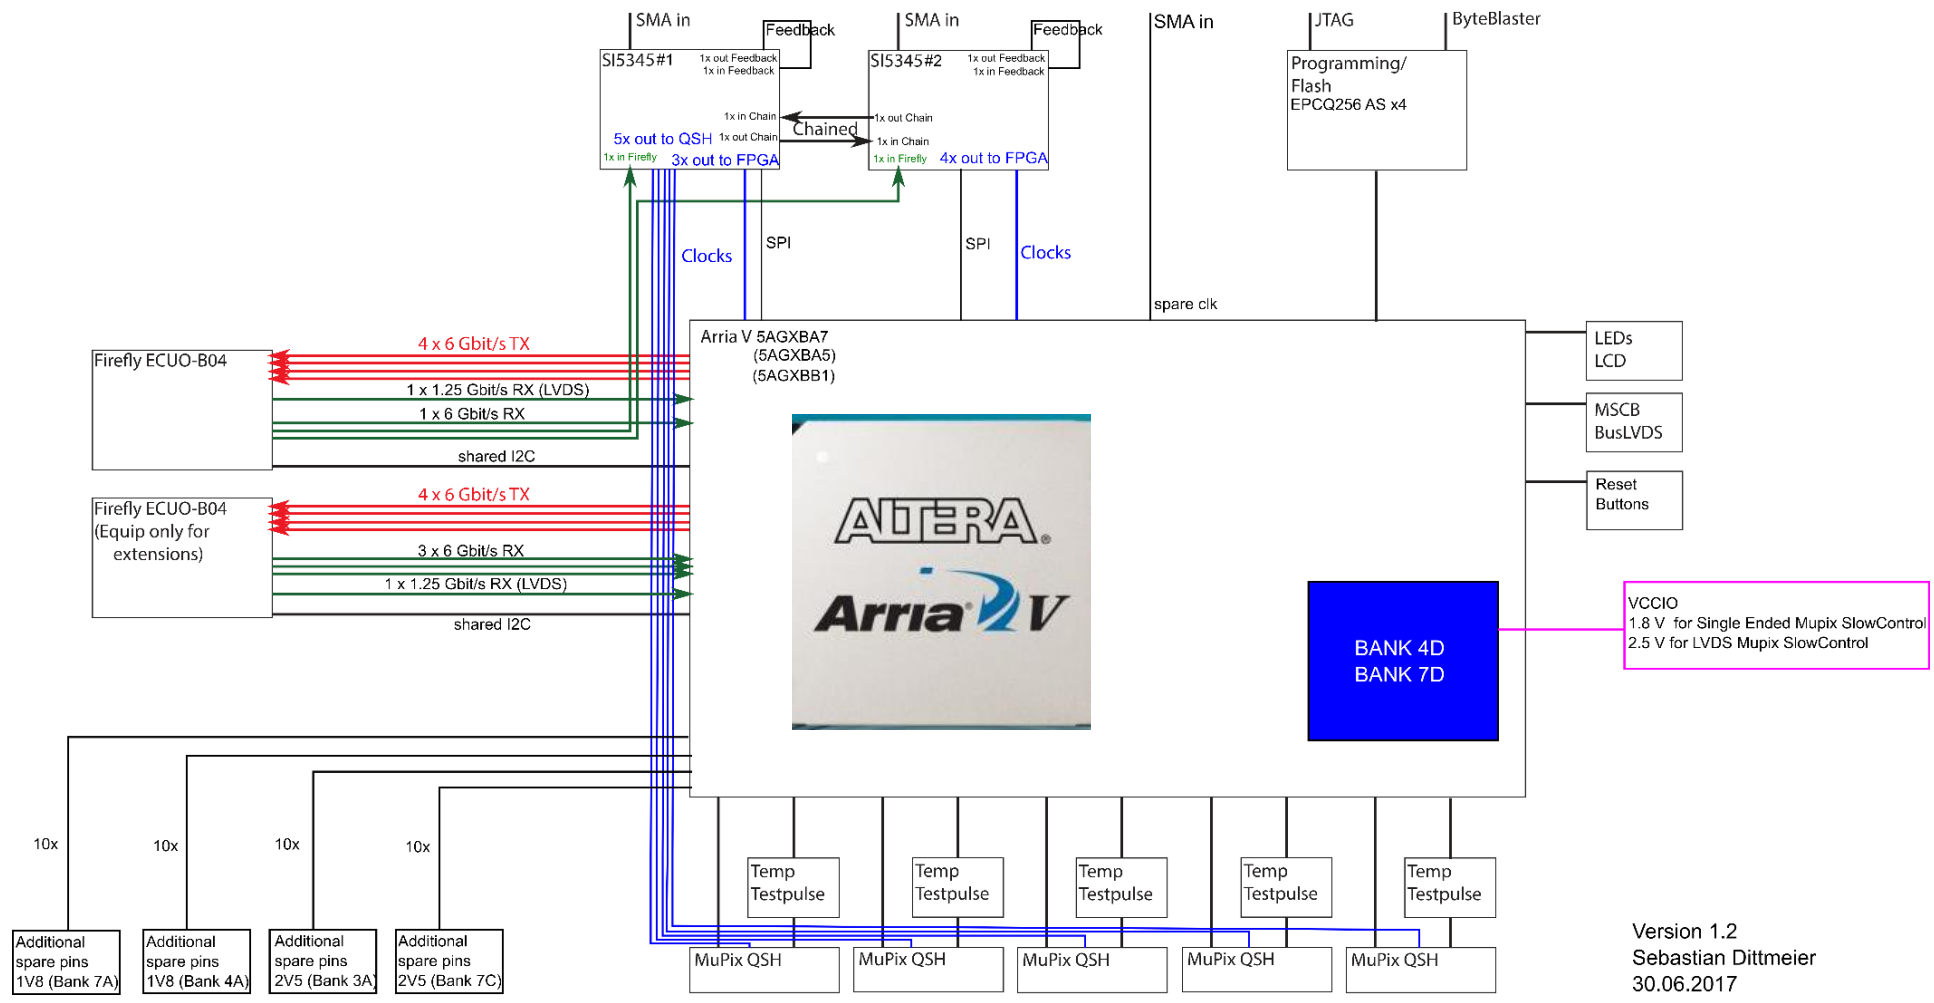 SMA in
Feedback
SMA in
Feedback
SMA in
JTAG
ByteBlaster
SI5345#1
1x out Feedback
1x in Feedback
1x in Chain
5x out to QSH
1x out Chain
1x in Firefly
3x out to FPGA
Chained
SI5345#2
1x out Feedback
1x in Feedback
1x out Chain
1x in Chain
1x in Firefly
4x out to FPGA
Programming/
Flash
EPCQ256 AS x4
Clocks
SPI
SPI
Clocks
spare clk
Arria V 5AGXBA7
(5AGXBA5)
(5AGXBB1)
Firefly ECUO-B04
4 x 6 Gbit/s TX
1 x 1.25 Gbit/s RX (LVDS)
1 x 6 Gbit/s RX
shared I2C
Firefly ECUO-B04
(Equip only for
extensions)
4 x 6 Gbit/s TX
3 x 6 Gbit/s RX
1 x 1.25 Gbit/s RX (LVDS)
shared I2C
ALTERA®
Arria® V
LEDs
LCD
MSCB
BusLVDS
Reset
Buttons
BANK 4D
BANK 7D
VCCIO
1.8 V for Single Ended Mupix SlowControl
2.5 V for LVDS Mupix SlowControl
10x
10x
10x
10x
Additional
spare pins
1V8 (Bank 7A)
Additional
spare pins
1V8 (Bank 4A)
Additional
spare pins
2V5 (Bank 3A)
Additional
spare pins
2V5 (Bank 7C)
Temp
Testpulse
Temp
Testpulse
Temp
Testpulse
Temp
Testpulse
Temp
Testpulse
MuPix QSH
MuPix QSH
MuPix QSH
MuPix QSH
MuPix QSH
Version 1.2
Sebastian Dittmeier
30.06.2017